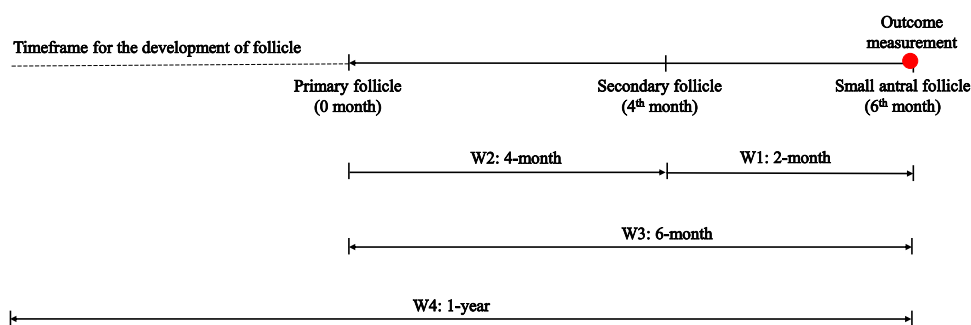 Outcome
measurement
Timeframe for the development of follicle
Primary follicle
(0 month)
Secondary follicle
(4th month)
Small antral follicle
(6th month)
W2: 4-month
W1: 2-month
W3: 6-month
W4: 1-year